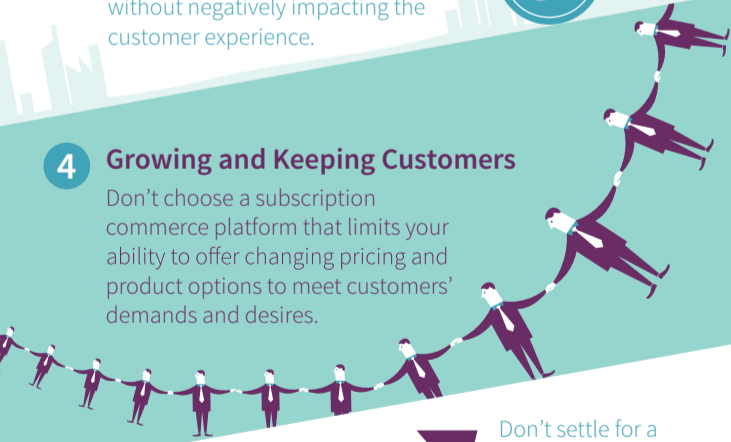 without negatively impacting the
customer experience.
4
Growing and Keeping Customers
Don’t choose a subscription
commerce platform that limits your
ability to offer changing pricing and
product options to meet customers’
demands and desires.
Don’t settle for a